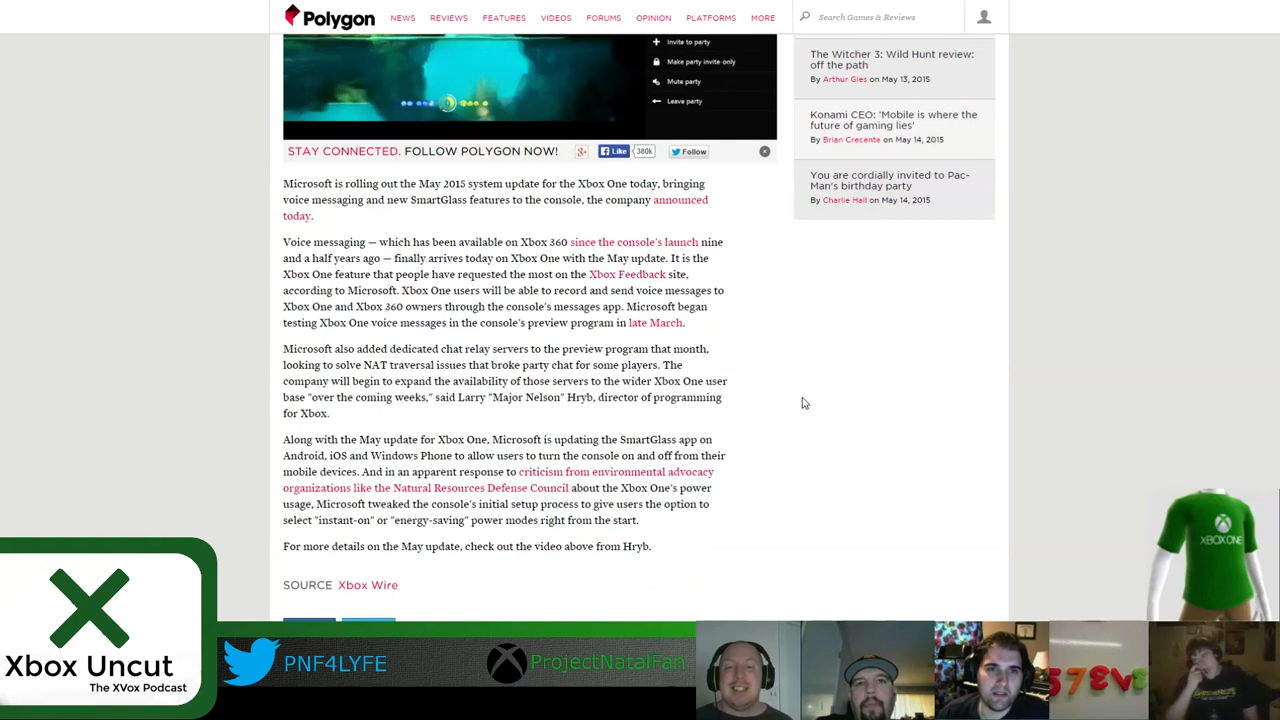 Polygon
NEWS
REVIEWS
FEATURES
VIDEOS
FORUMS
OPINION
PLATFORMS
MORE
Search Games & Reviews
Invite to party
Make party invite-only
Mute party
Leave party
STAY CONNECTED. FOLLOW POLYGON NOW!
Like
380k
Follow
Microsoft is rolling out the May 2015 system update for the Xbox One today, bringing
voice messaging and new SmartGlass features to the console, the company announced
today.
Voice messaging — which has been available on Xbox 360 since the console's launch nine
and a half years ago — finally arrives today on Xbox One with the May update. It is the
Xbox One feature that people have requested the most on the Xbox Feedback site,
according to Microsoft. Xbox One users will be able to record and send voice messages to
Xbox One and Xbox 360 owners through the console's messages app. Microsoft began
testing Xbox One voice messages in the console's preview program in late March.
Microsoft also added dedicated chat relay servers to the preview program that month,
looking to solve NAT traversal issues that broke party chat for some players. The
company will begin to expand the availability of those servers to the wider Xbox One user
base "over the coming weeks," said Larry "Major Nelson" Hryb, director of programming
for Xbox.
Along with the May update for Xbox One, Microsoft is updating the SmartGlass app on
Android, iOS and Windows Phone to allow users to turn the console on and off from their
mobile devices. And in an apparent response to criticism from environmental advocacy
organizations like the Natural Resources Defense Council about the Xbox One's power
usage, Microsoft tweaked the console's initial setup process to give users the option to
select "instant-on" or "energy-saving" power modes right from the start.
For more details on the May update, check out the video above from Hryb.
SOURCE Xbox Wire
The Witcher 3: Wild Hunt review:
off the path
By Arthur Gies on May 13, 2015
Konami CEO: 'Mobile is where the
future of gaming lies'
By Brian Crecente on May 14, 2015
You are cordially invited to Pac-
Man's birthday party
By Charlie Hall on May 14, 2015
XBOX ONE
Xbox Uncut
The XVox Podcast
PNF4LYFE
ProjectNatalFan